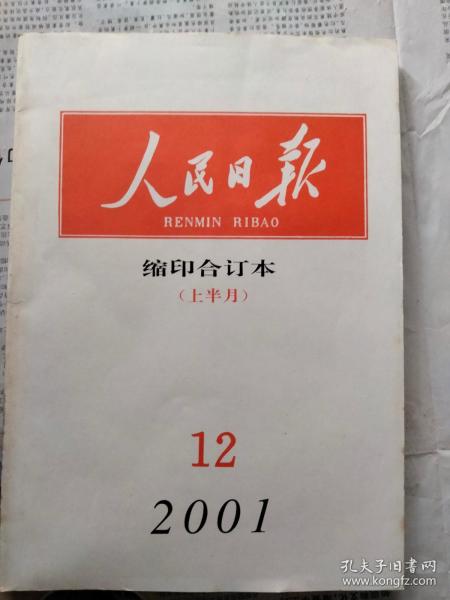 人民日报
RENMIN RIBAO
缩印合订本
（上半月）
12
2001
孔夫子旧书网
www.kongfz.com